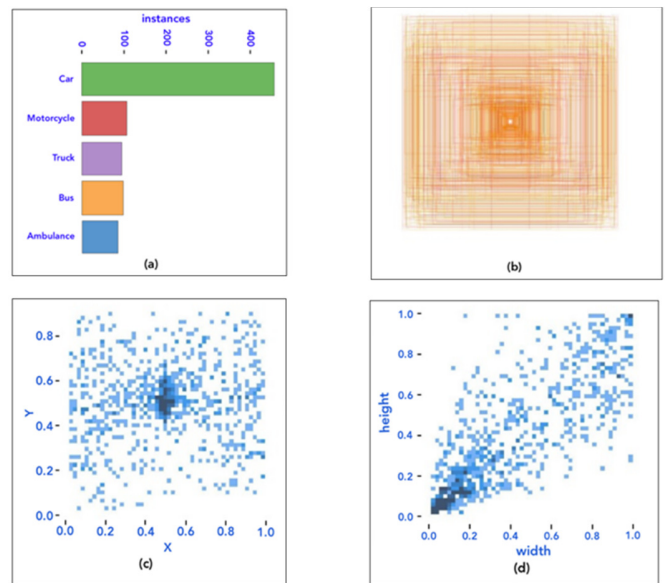 instances
0 100 200 300 400
Car
Motorcycle
Truck
Bus
Ambulance
(a)
(b)
0.8
0.6
Y
0.4
0.2
0.0
0.0 0.2 0.4 0.6 0.8 1.0
X
(c)
1.0
0.8
0.6
height
0.4
0.2
0.0
0.0 0.2 0.4 0.6 0.8 1.0
width
(d)